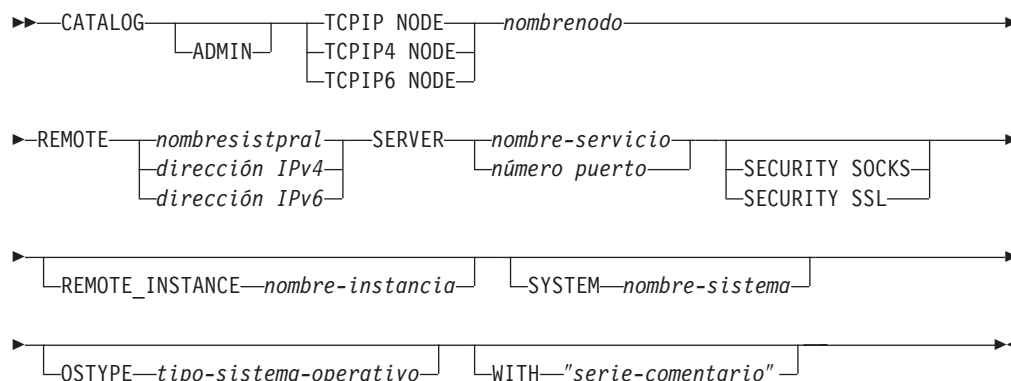 CATALOG ADMIN TCPIP NODE nombrenodo
TCPIP4 NODE
TCPIP6 NODE
REMOTE nombresistpral SERVER nombre-servicio
dirección IPv4 número puerto SECURITY SOCKS
dirección IPv6 SECURITY SSL
REMOTE_INSTANCE nombre-instancia SYSTEM nombre-sistema
OSTYPE tipo-sistema-operativo WITH "serie-comentario"